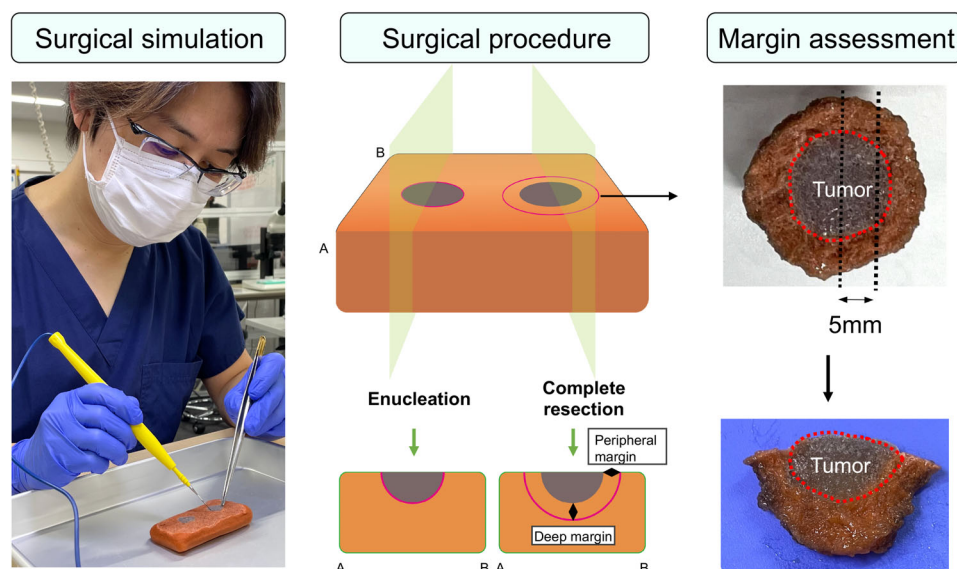 Surgical simulation
Surgical procedure
Margin assessment
B
A
Tumor
5mm
Enucleation
Complete
resection
Peripheral
margin
Deep margin
A
B
A
B
Tumor